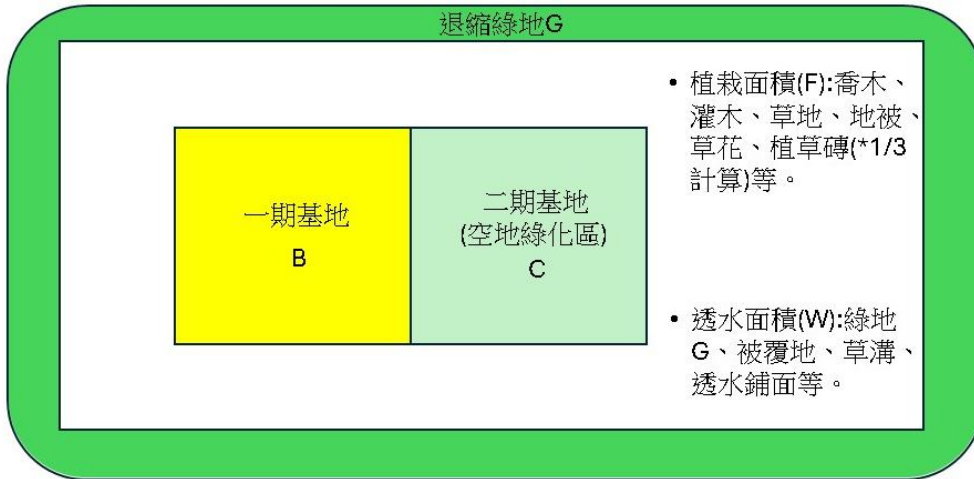 退縮綠地G
• 植栽面積(F):喬木、
灌木、草地、地被、
草花、植草磚(*1/3
計算)等。
一期基地
B
二期基地
(空地綠化區)
C
• 透水面積(W):綠地
G、被覆地、草溝、
透水鋪面等。